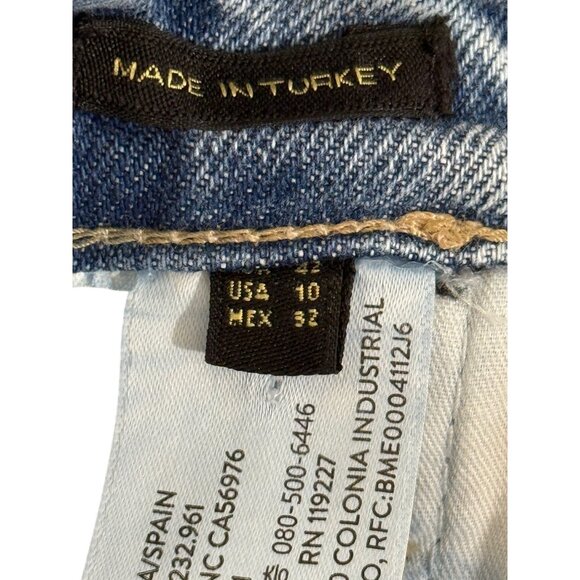 MADE IN TURKEY
42
USA 10
MEX 32
A/SPAIN
232.961
NC CA56976
080-500-6446
RN 119227
COLONIA INDUSTRIAL
O, RFC:BME0004112J6